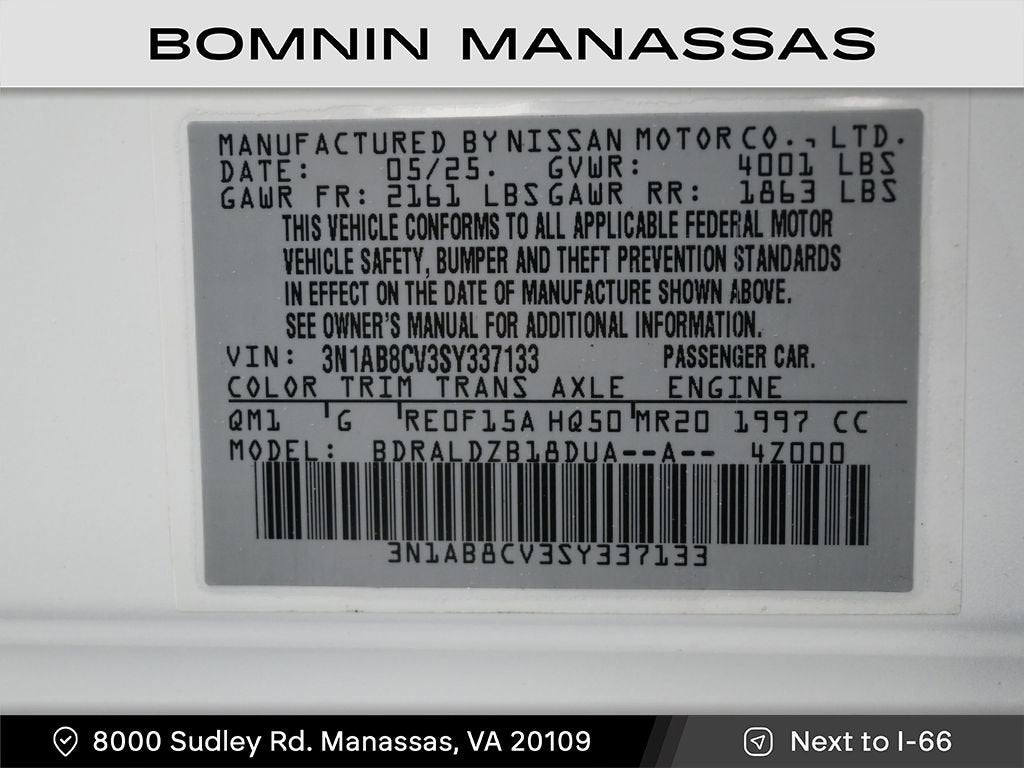 BOMNIN MANASSAS
MANUFACTURED BY NISSAN MOTOR CO., LTD.
DATE: 05/25. GVWR: 4001 LBS
GAWR FR: 2161 LBS GAWR RR: 1863 LBS
THIS VEHICLE CONFORMS TO ALL APPLICABLE FEDERAL MOTOR
VEHICLE SAFETY, BUMPER AND THEFT PREVENTION STANDARDS
IN EFFECT ON THE DATE OF MANUFACTURE SHOWN ABOVE.
SEE OWNER'S MANUAL FOR ADDITIONAL INFORMATION.
VIN: 3N1AB8CV3SY337133 PASSENGER CAR.
COLOR TRIM TRANS AXLE ENGINE
QM1 G RE0F15A HQ50 MR20 1997 CC
MODEL: BDRALDZB18DUA--A-- 4Z000
3N1AB8CV3SY337133
8000 Sudley Rd. Manassas, VA 20109 Next to I-66